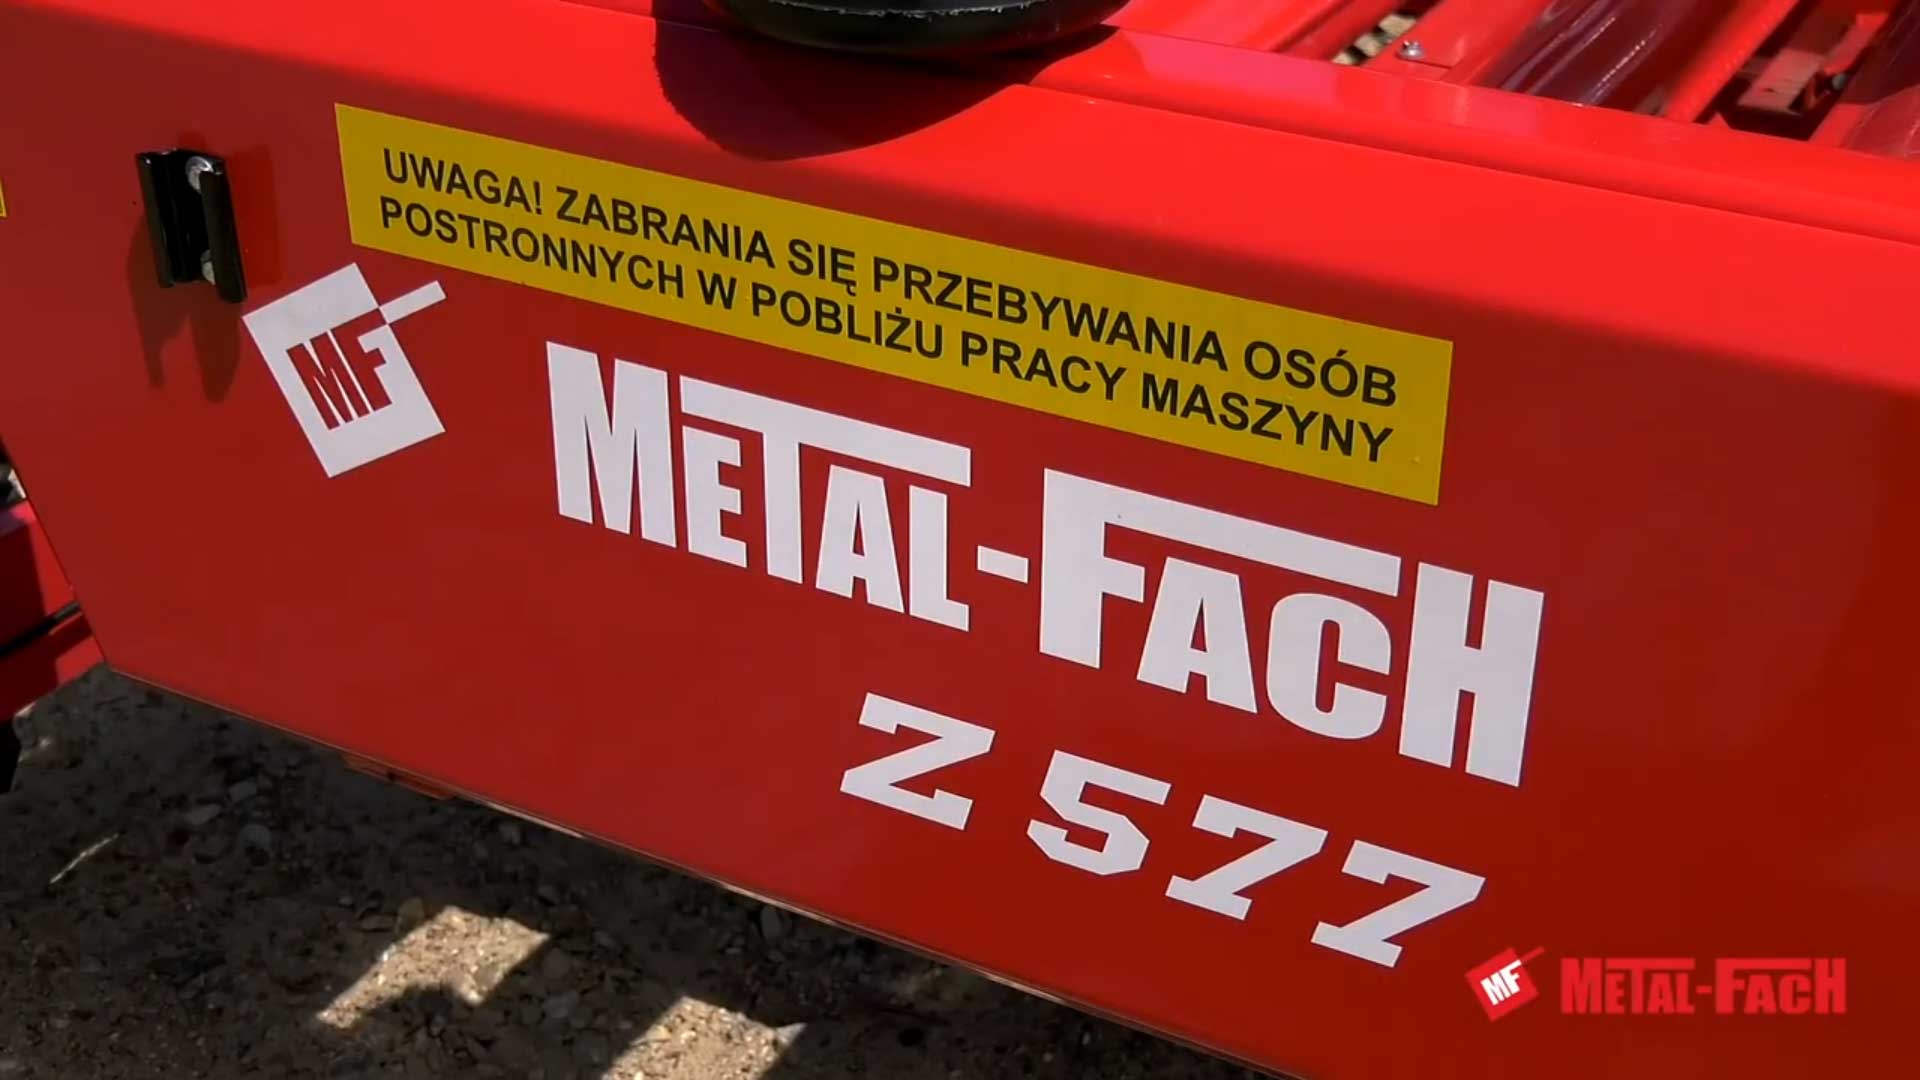 UWAGA! ZABRANIA SIĘ PRZEBYWANIA OSÓB
POSTRONNYCH W POBLIŻU PRACY MASZYNY
MF
METAL-FACH
Z 577
MF METAL-FACH